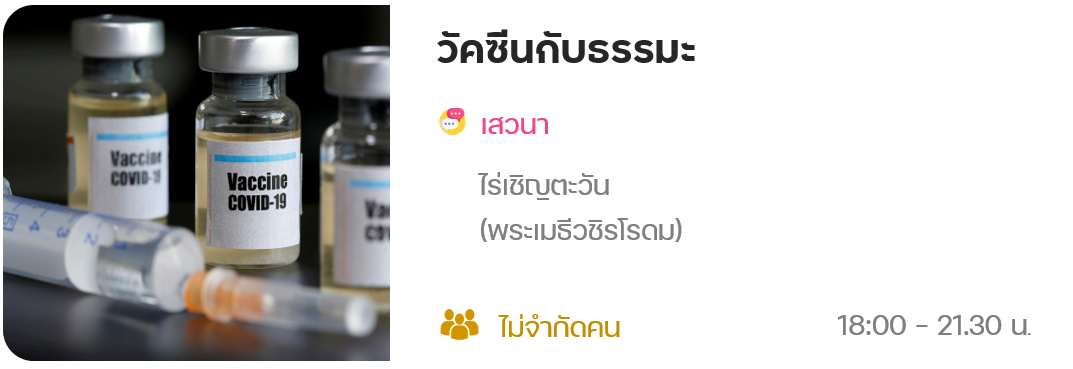 วัคซีนกับธรรมะ
เสวนา
ไร่เชิญตะวัน
(พระเมธีวชิรโรดม)
ไม่จำกัดคน
18:00 - 21.30 น.
Vaccine
COVID-19
Vaccine
COVID-19